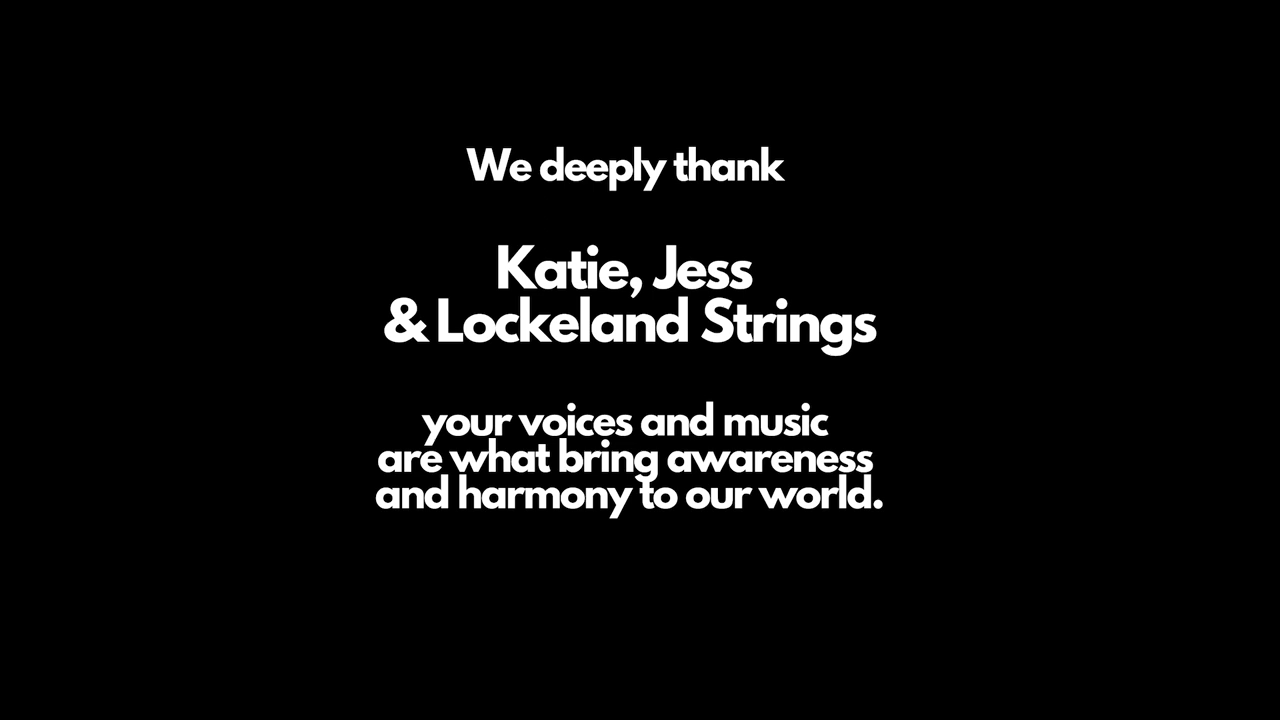 We deeply thank
Katie, Jess
& Lockeland Strings
your voices and music
are what bring awareness
and harmony to our world.